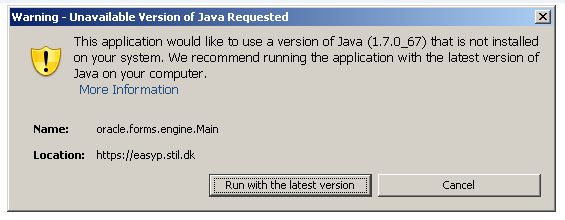 Warning - Unavailable Version of Java Requested
This application would like to use a version of Java (1.7.0_67) that is not installed
on your system. We recommend running the application with the latest version of
Java on your computer.
More Information
Name: oracle.forms.engine.Main
Location: https://easyp.stil.dk
Run with the latest version Cancel